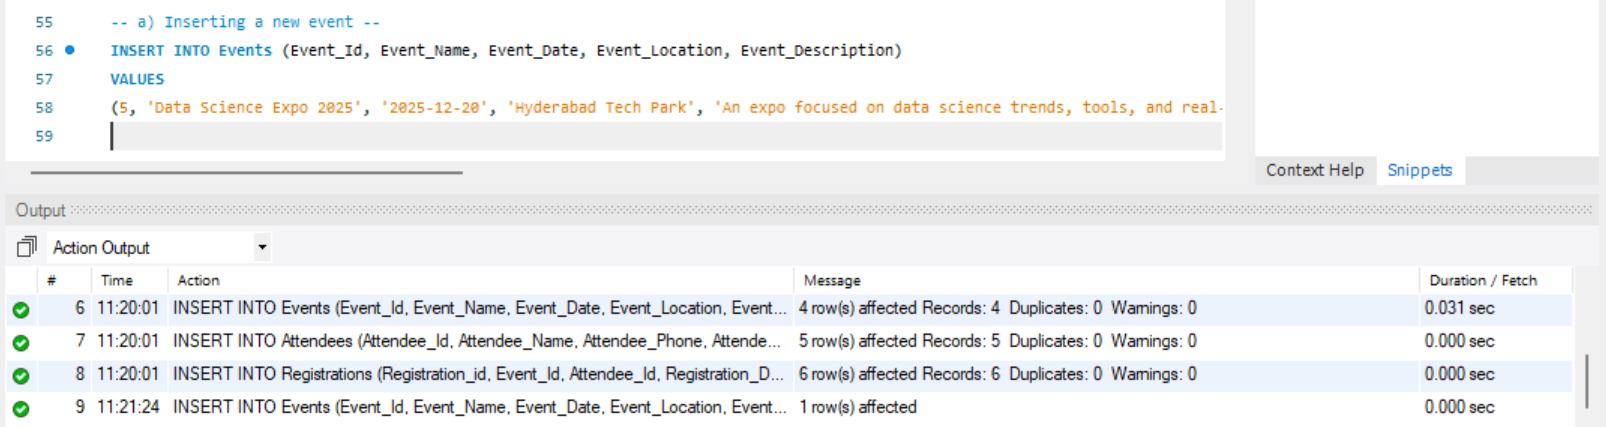 55 -- a) Inserting a new event --
56 INSERT INTO Events (Event_Id, Event_Name, Event_Date, Event_Location, Event_Description)
57 VALUES
58 (5, 'Data Science Expo 2025', '2025-12-20', 'Hyderabad Tech Park', 'An expo focused on data science trends, tools, and real-
59
Context Help Snippets
Output
Action Output
# Time Action Message Duration / Fetch
6 11:20:01 INSERT INTO Events (Event_Id, Event_Name, Event_Date, Event_Location, Event... 4 row(s) affected Records: 4 Duplicates: 0 Warnings: 0 0.031 sec
7 11:20:01 INSERT INTO Attendees (Attendee_Id, Attendee_Name, Attendee_Phone, Attende... 5 row(s) affected Records: 5 Duplicates: 0 Warnings: 0 0.000 sec
8 11:20:01 INSERT INTO Registrations (Registration_id, Event_Id, Attendee_Id, Registration_D... 6 row(s) affected Records: 6 Duplicates: 0 Warnings: 0 0.000 sec
9 11:21:24 INSERT INTO Events (Event_Id, Event_Name, Event_Date, Event_Location, Event... 1 row(s) affected 0.000 sec